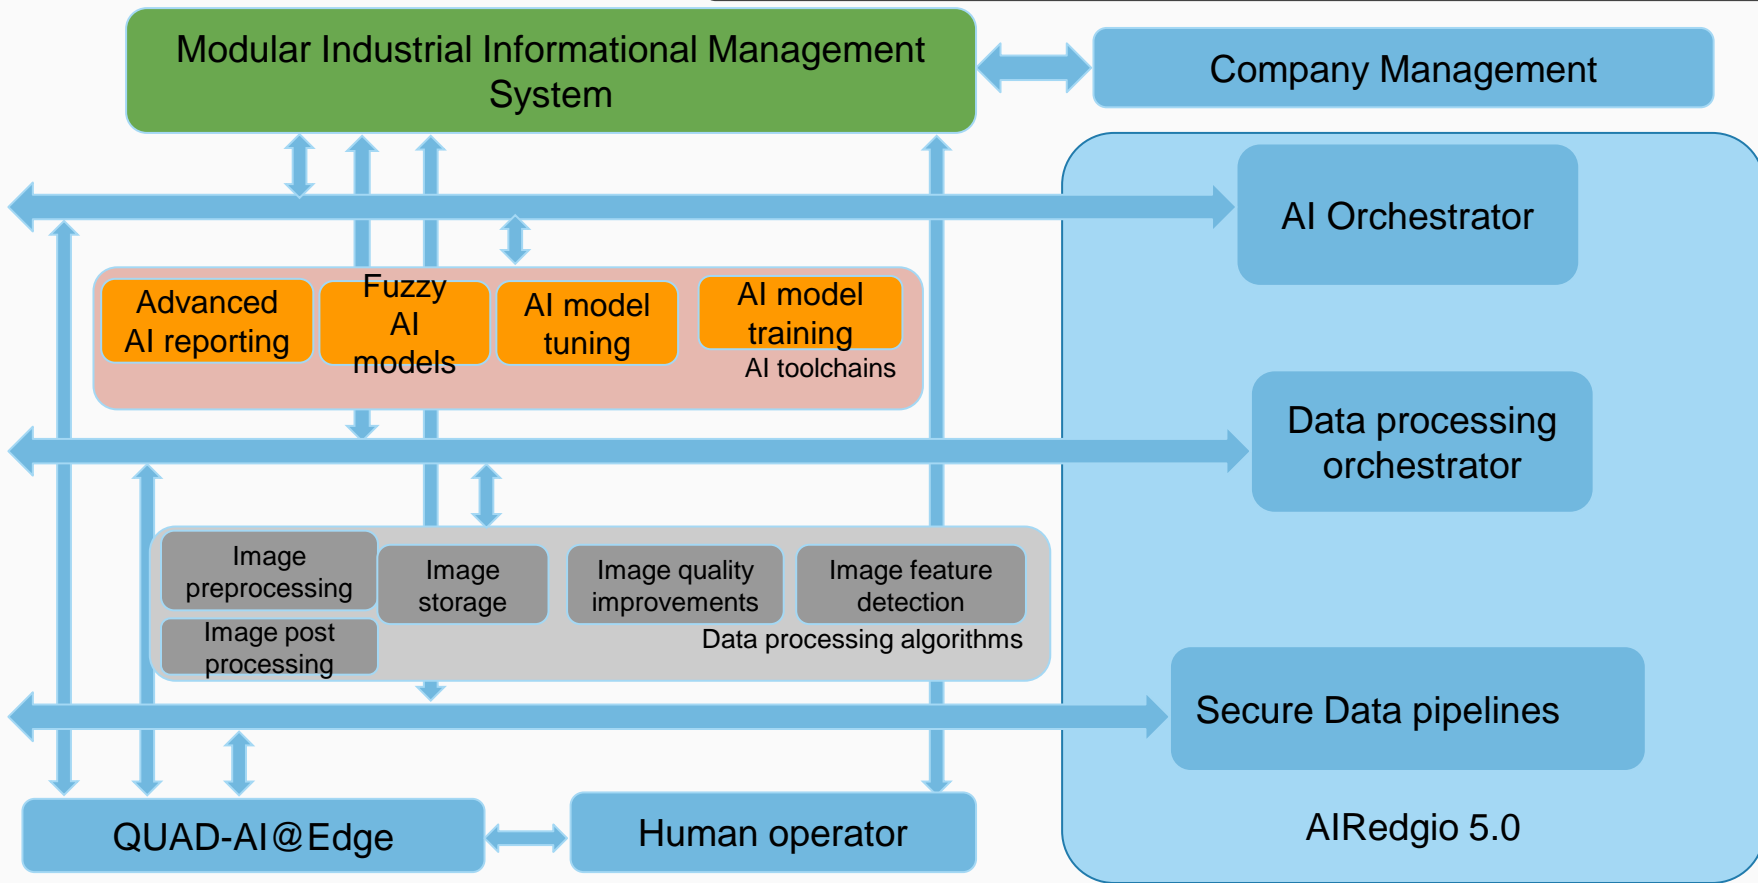 Modular Industrial Informational Management
System
Company Management
AI Orchestrator
Advanced
AI reporting
Fuzzy
AI
models
AI model
tuning
AI model
training
AI toolchains
Data processing
orchestrator
Image
preprocessing
Image
storage
Image quality
improvements
Image feature
detection
Image post
processing
Data processing algorithms
Secure Data pipelines
QUAD-AI@Edge
Human operator
AIRedgio 5.0